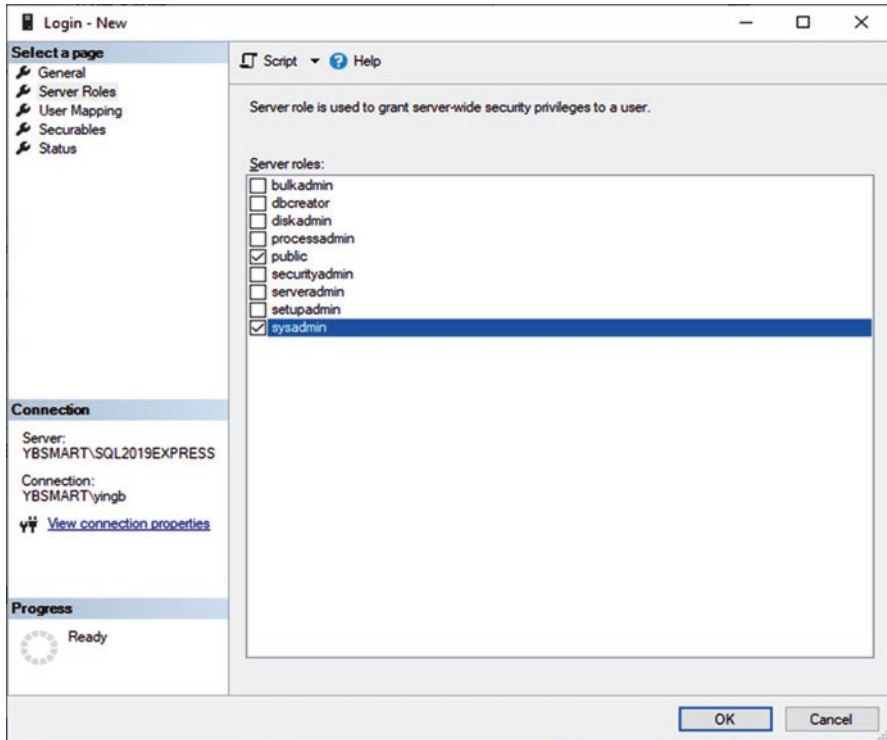 Login - New
Select a page
General
Server Roles
User Mapping
Securables
Status
Script
Help
Server role is used to grant server-wide security privileges to a user.
Server roles:
bulkadmin
dbcreator
diskadmin
processadmin
public
securityadmin
serveradmin
setupadmin
sysadmin
Connection
Server:
YBSMART\SQL2019EXPRESS
Connection:
YBSMART\yingb
View connection properties
Progress
Ready
OK
Cancel